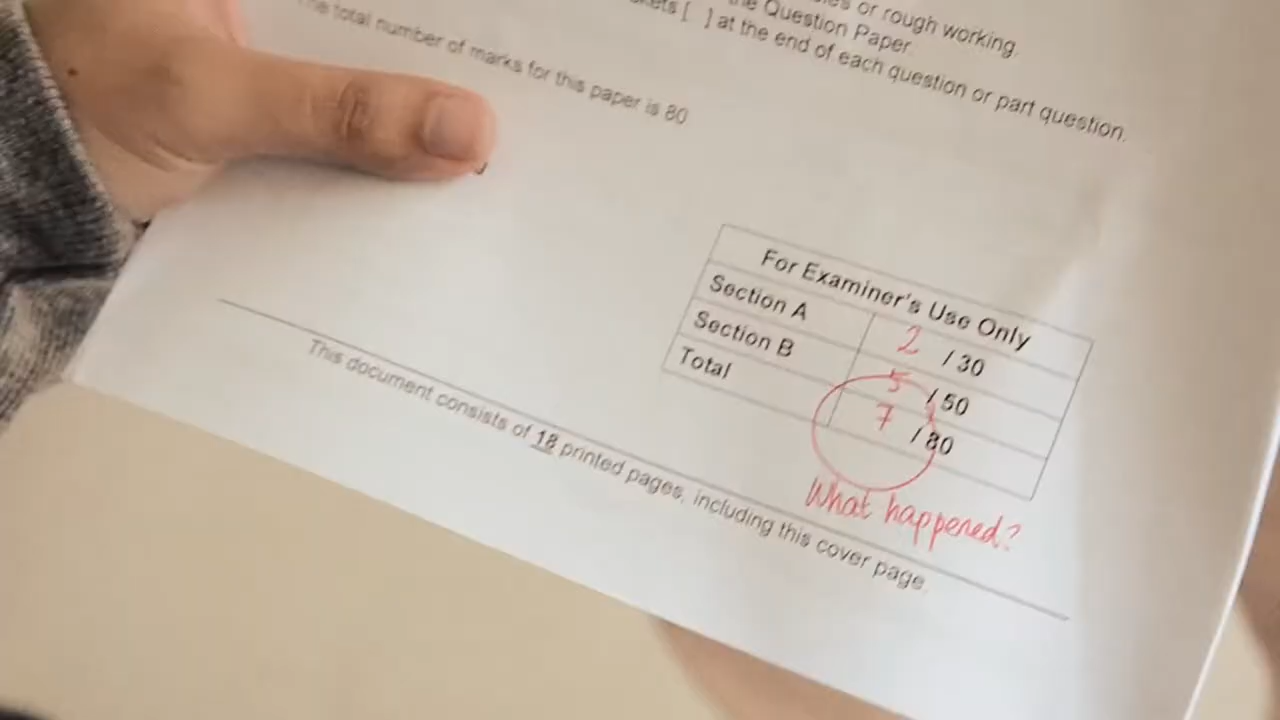 or rough working.
the Question Paper.
[ ] at the end of each question or part question.
The total number of marks for this paper is 80
For Examiner's Use Only
Section A 2 / 30
Section B 5 / 50
Total 7 / 80
What happened?
This document consists of 18 printed pages, including this cover page.